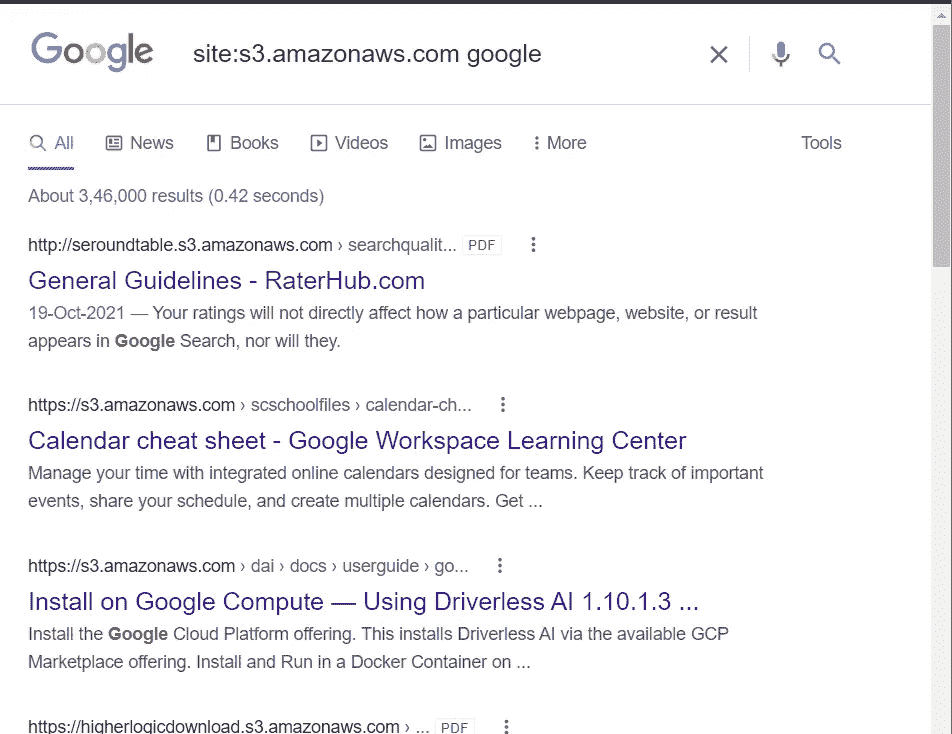 Google site:s3.amazonaws.com google
All News Books Videos Images More Tools
About 3,46,000 results (0.42 seconds)
http://seroundtable.s3.amazonaws.com › searchqualit... PDF
General Guidelines - RaterHub.com
19-Oct-2021 — Your ratings will not directly affect how a particular webpage, website, or result
appears in Google Search, nor will they.
https://s3.amazonaws.com › scschoolfiles › calendar-ch...
Calendar cheat sheet - Google Workspace Learning Center
Manage your time with integrated online calendars designed for teams. Keep track of important
events, share your schedule, and create multiple calendars. Get ...
https://s3.amazonaws.com › dai › docs › userguide › go...
Install on Google Compute — Using Driverless AI 1.10.1.3 ...
Install the Google Cloud Platform offering. This installs Driverless AI via the available GCP
Marketplace offering. Install and Run in a Docker Container on ...
https://higherlogicdownload.s3.amazonaws.com › ... PDF